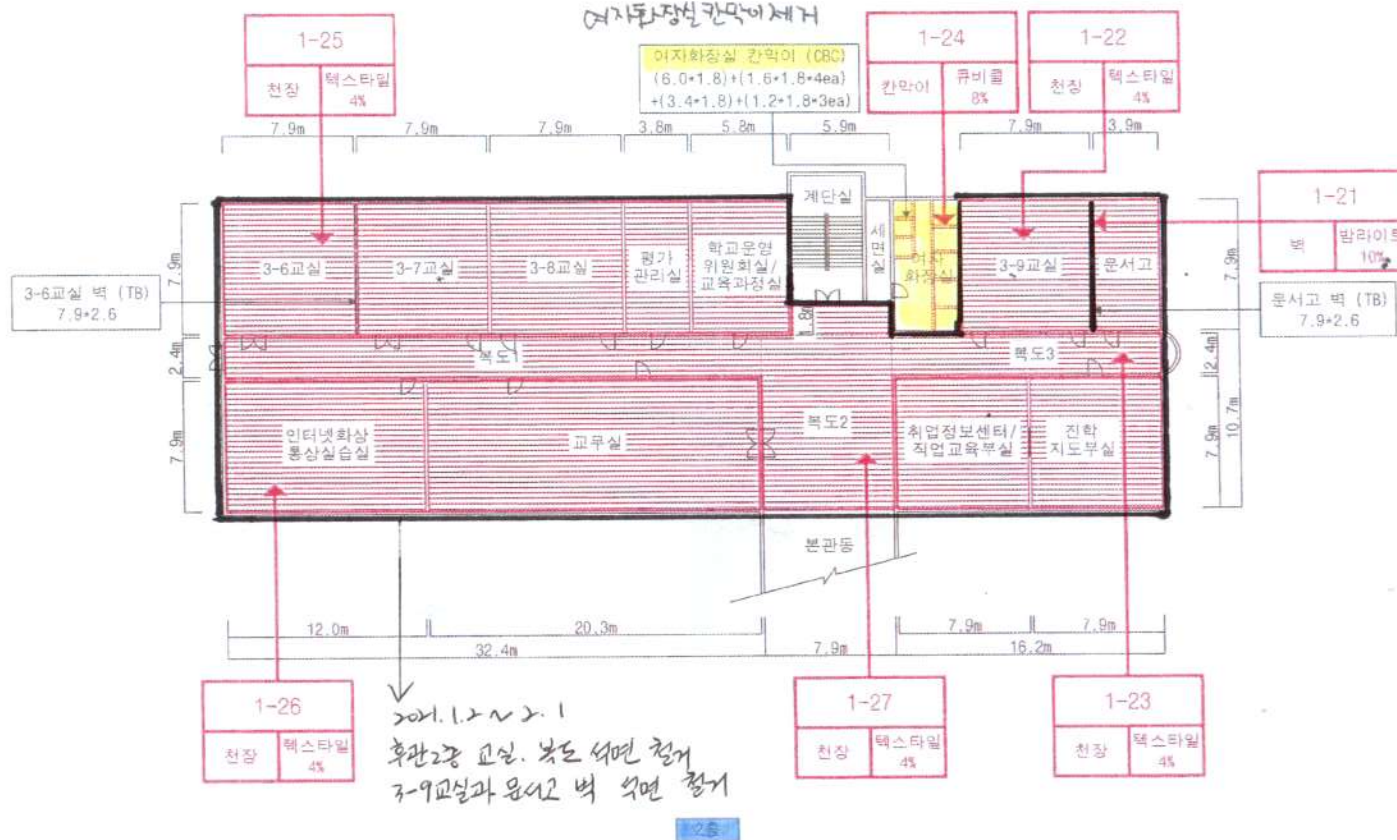 여자화장실 칸막이 제거
1-25
천장
텍스타일
4%
여자화장실 칸막이 (CBC)
(6.0*1.8)+(1.6*1.8*4ea)
+(3.4*1.8)+(1.2*1.8*3ea)
1-24
칸막이
큐비클
8%
1-22
천장
텍스타일
4%
7.9m
7.9m
7.9m
3.8m
5.8m
5.9m
7.9m
3.9m
1-21
벽
밤라이트
10%
계단실
세면실
여자
화장실
3-6교실
3-7교실
3-8교실
평가
관리실
학교운영
위원회실/
교육과정실
3-9교실
문서고
7.9m
7.9m
3-6교실 벽 (TB)
7.9*2.6
문서고 벽 (TB)
7.9*2.6
1.8m
2.4m
복도1
복도3
2.4m
10.7m
인터넷화상
통상실습실
교무실
복도2
취업정보센터/
직업교육부실
진학
지도부실
7.9m
7.9m
본관동
12.0m
20.3m
7.9m
7.9m
32.4m
7.9m
16.2m
1-26
천장
텍스타일
4%
2021.1.2 ~ 2.1
후관2층 교실. 복도 석면 철거
3-9교실과 문서고 벽 석면 철거
1-27
천장
텍스타일
4%
1-23
천장
텍스타일
4%
2층